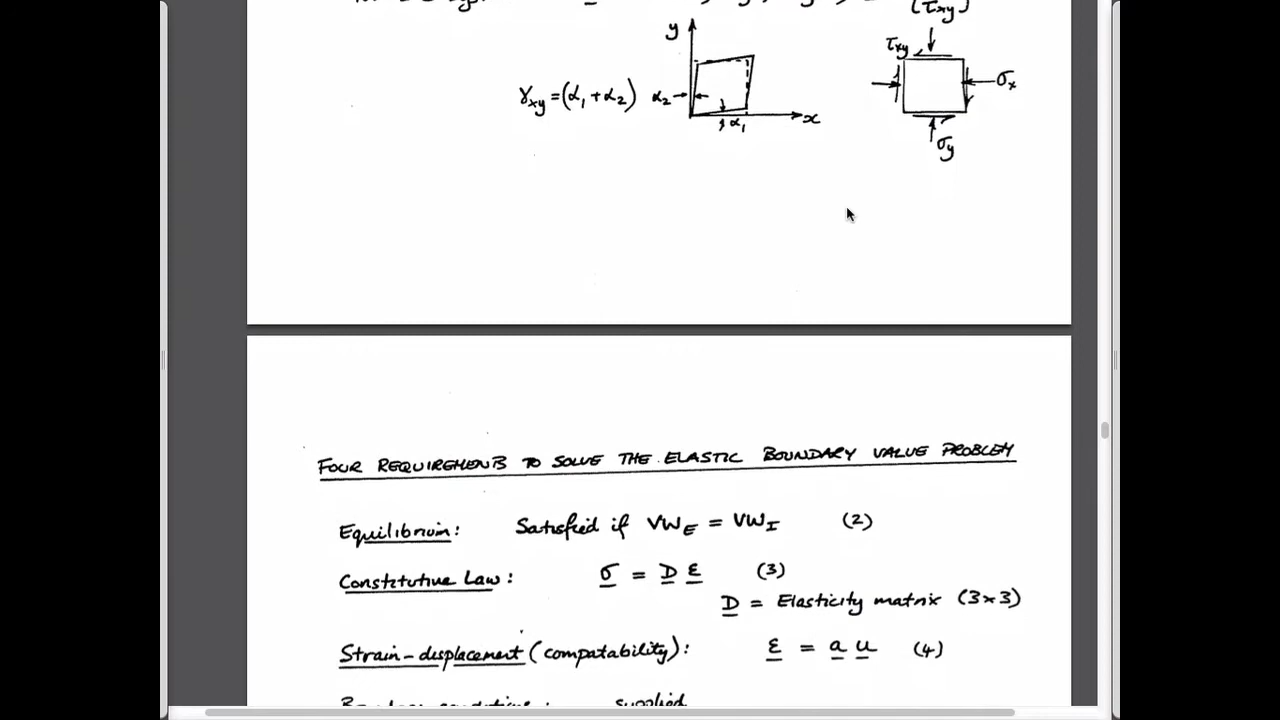 (τxy)
y
τxy
γxy = (α1 + α2)
α2
σx
α1
x
σy
FOUR REQUIREMENTS TO SOLVE THE ELASTIC BOUNDARY VALUE PROBLEM
Equilibrium: Satisfied if VWE = VWI (2)
Constitutive Law: σ = D ε (3)
D = Elasticity matrix (3×3)
Strain-displacement (compatability): ε = a u (4)
supplied